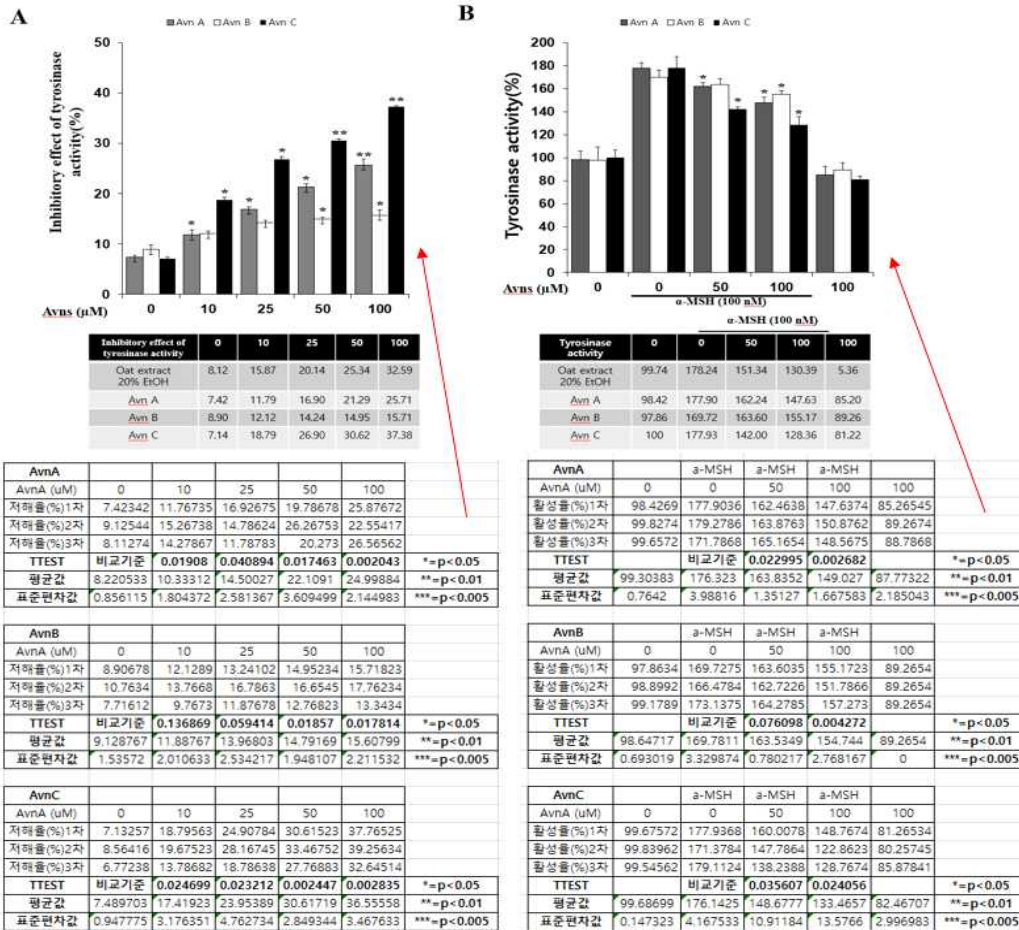 A
■Avn A □Avn B ■Avn C
Inhibitory effect of tyrosinase activity(%)
50
40
30
20
10
0
* * * * * * ** ** * **
Avns (μM) 0 10 25 50 100
Inhibitory effect of tyrosinase activity 0 10 25 50 100
Oat extract 20% EtOH 8.12 15.87 20.14 25.34 32.59
Avn A 7.42 11.79 16.90 21.29 25.71
Avn B 8.90 12.12 14.24 14.95 15.71
Avn C 7.14 18.79 26.90 30.62 37.38
AvnA
AvnA (uM) 0 10 25 50 100
저해율(%)1차 7.42342 11.76735 16.92675 19.78678 25.87672
저해율(%)2차 9.12544 15.26738 14.78624 26.26753 22.55417
저해율(%)3차 8.11274 14.27867 11.78783 20.273 26.56562
TTEST 비교기준 0.01908 0.040894 0.017463 0.002043 *=p<0.05
평균값 8.220533 10.33312 14.50027 22.1091 24.99884 **=p<0.01
표준편차값 0.856115 1.804372 2.581367 3.609499 2.144983 ***=p<0.005
AvnB
AvnA (uM) 0 10 25 50 100
저해율(%)1차 8.90678 12.1289 13.24102 14.95234 15.71823
저해율(%)2차 10.7634 13.7668 16.7863 16.6545 17.76234
저해율(%)3차 7.71612 9.7673 11.87678 12.76823 13.3434
TTEST 비교기준 0.136869 0.059414 0.01857 0.017814 *=p<0.05
평균값 9.128767 11.88767 13.96803 14.79169 15.60799 **=p<0.01
표준편차값 1.53572 2.010633 2.534217 1.948107 2.211532 ***=p<0.005
AvnC
AvnA (uM) 0 10 25 50 100
저해율(%)1차 7.13257 18.79563 24.90784 30.61523 37.76525
저해율(%)2차 8.56416 19.67523 28.16745 33.46752 39.25634
저해율(%)3차 6.77238 13.78682 18.78638 27.76883 32.64514
TTEST 비교기준 0.024699 0.023212 0.002447 0.002835 *=p<0.05
평균값 7.489703 17.41923 23.95389 30.61719 36.55558 **=p<0.01
표준편차값 0.947775 3.176351 4.762734 2.849344 3.467633 ***=p<0.005
B
■Avn A □Avn B ■Avn C
Tyrosinase activity(%)
200
180
160
140
120
100
80
60
40
20
0
* * * * *
Avns (μM) 0 0 50 100 100
α-MSH (100 nM)
α-MSH (100 nM)
Tyrosinase activity 0 0 50 100 100
Oat extract 20% EtOH 99.74 178.24 151.34 130.39 5.36
Avn A 98.42 177.90 162.24 147.63 85.20
Avn B 97.86 169.72 163.60 155.17 89.26
Avn C 100 177.93 142.00 128.36 81.22
AvnA a-MSH a-MSH a-MSH
AvnA (uM) 0 0 50 100 100
활성율(%)1차 98.4269 177.9036 162.4638 147.6374 85.26545
활성율(%)2차 99.8274 179.2786 163.8763 150.8762 89.2674
활성율(%)3차 99.6572 171.7868 165.1654 148.5675 88.7868
TTEST 비교기준 0.022995 0.002682 *=p<0.05
평균값 99.30383 176.323 163.8352 149.027 87.77322 **=p<0.01
표준편차값 0.7642 3.98816 1.35127 1.667583 2.185043 ***=p<0.005
AvnB a-MSH a-MSH a-MSH
AvnA (uM) 0 0 50 100 100
활성율(%)1차 97.8634 169.7275 163.6035 155.1723 89.2654
활성율(%)2차 98.8992 166.4784 162.7226 151.7866 89.2654
활성율(%)3차 99.1789 173.1375 164.2785 157.273 89.2654
TTEST 비교기준 0.076098 0.004272 *=p<0.05
평균값 98.64717 169.7811 163.5349 154.744 89.2654 **=p<0.01
표준편차값 0.693019 3.329874 0.780217 2.768167 0 ***=p<0.005
AvnC a-MSH a-MSH a-MSH
AvnA (uM) 0 0 50 100 100
활성율(%)1차 99.67572 177.9368 160.0078 148.7674 81.26534
활성율(%)2차 99.83962 171.3784 147.7864 122.8623 80.25745
활성율(%)3차 99.54562 179.1124 138.2388 128.7674 85.87841
TTEST 비교기준 0.035607 0.024056 *=p<0.05
평균값 99.68699 176.1425 148.6777 133.4657 82.46707 **=p<0.01
표준편차값 0.147323 4.167533 10.91184 13.5766 2.996983 ***=p<0.005